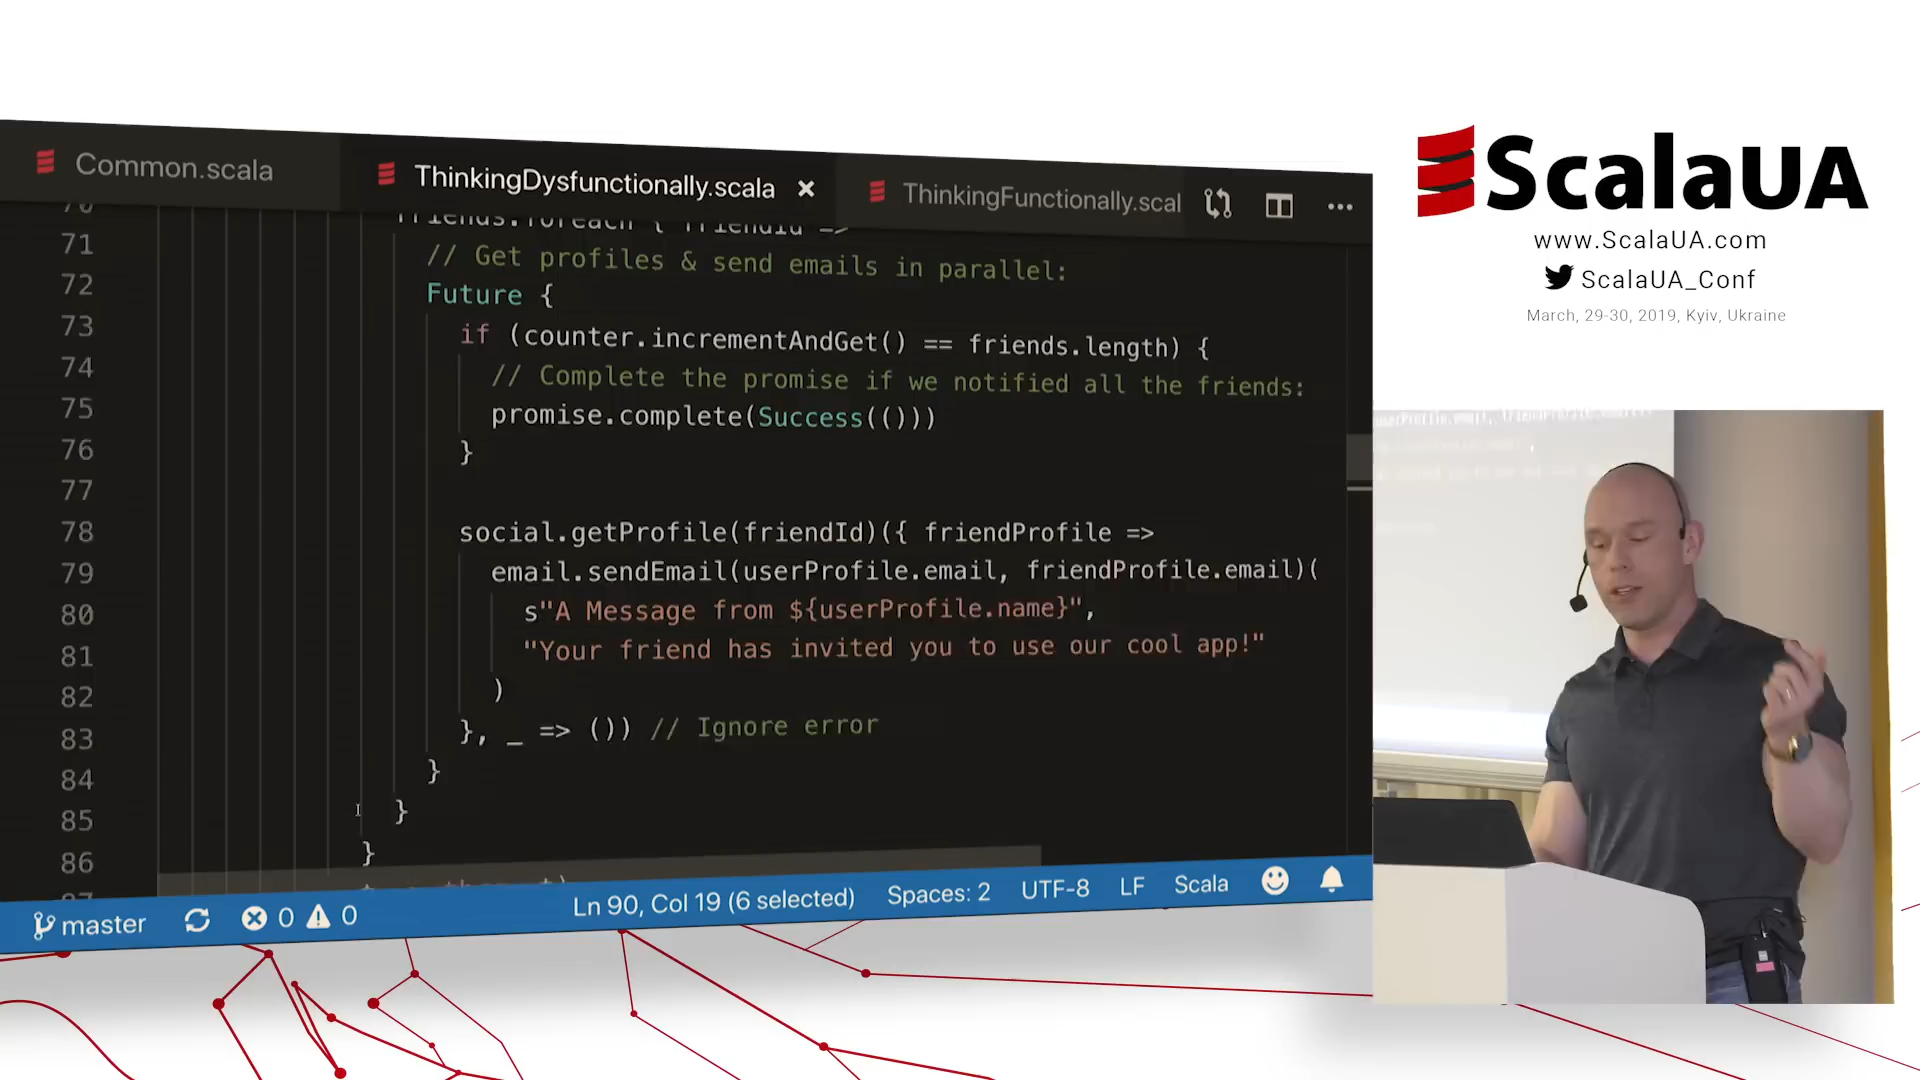 Common.scala
ThinkingDysfunctionally.scala
ThinkingFunctionally.scal
70 friends.foreach { friendId =>
71 // Get profiles & send emails in parallel:
72 Future {
73 if (counter.incrementAndGet() == friends.length) {
74 // Complete the promise if we notified all the friends:
75 promise.complete(Success(()))
76 }
77
78 social.getProfile(friendId)({ friendProfile =>
79 email.sendEmail(userProfile.email, friendProfile.email)(
80 s"A Message from ${userProfile.name}",
81 "Your friend has invited you to use our cool app!"
82 )
83 }, _ => ()) // Ignore error
84 }
85 }
86 }
master 0 0 Ln 90, Col 19 (6 selected) Spaces: 2 UTF-8 LF Scala
ScalaUA
www.ScalaUA.com
ScalaUA_Conf
March, 29-30, 2019, Kyiv, Ukraine